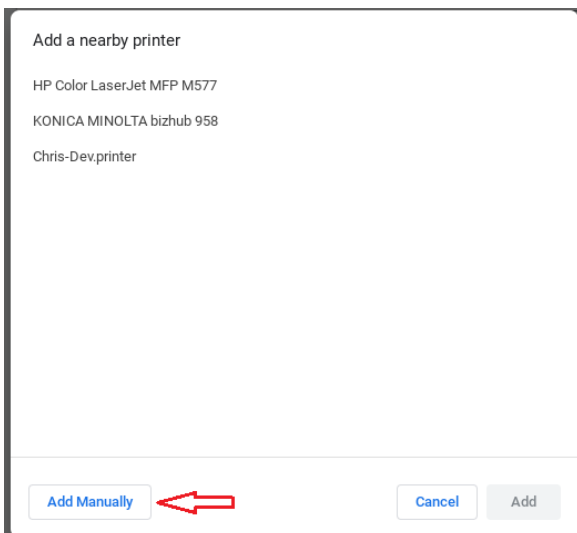 Add a nearby printer
HP Color LaserJet MFP M577
KONICA MINOLTA bizhub 958
Chris-Dev.printer
Add Manually
Cancel
Add